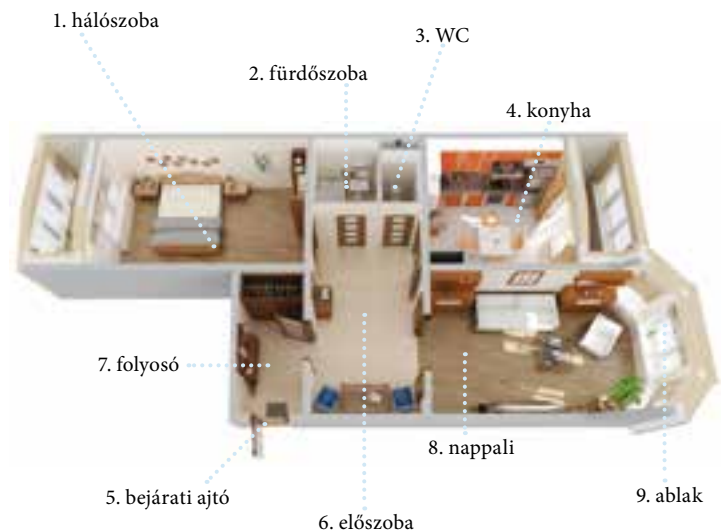 1. hálószoba
2. fürdőszoba
3. WC
4. konyha
5. bejárati ajtó
6. előszoba
7. folyosó
8. nappali
9. ablak